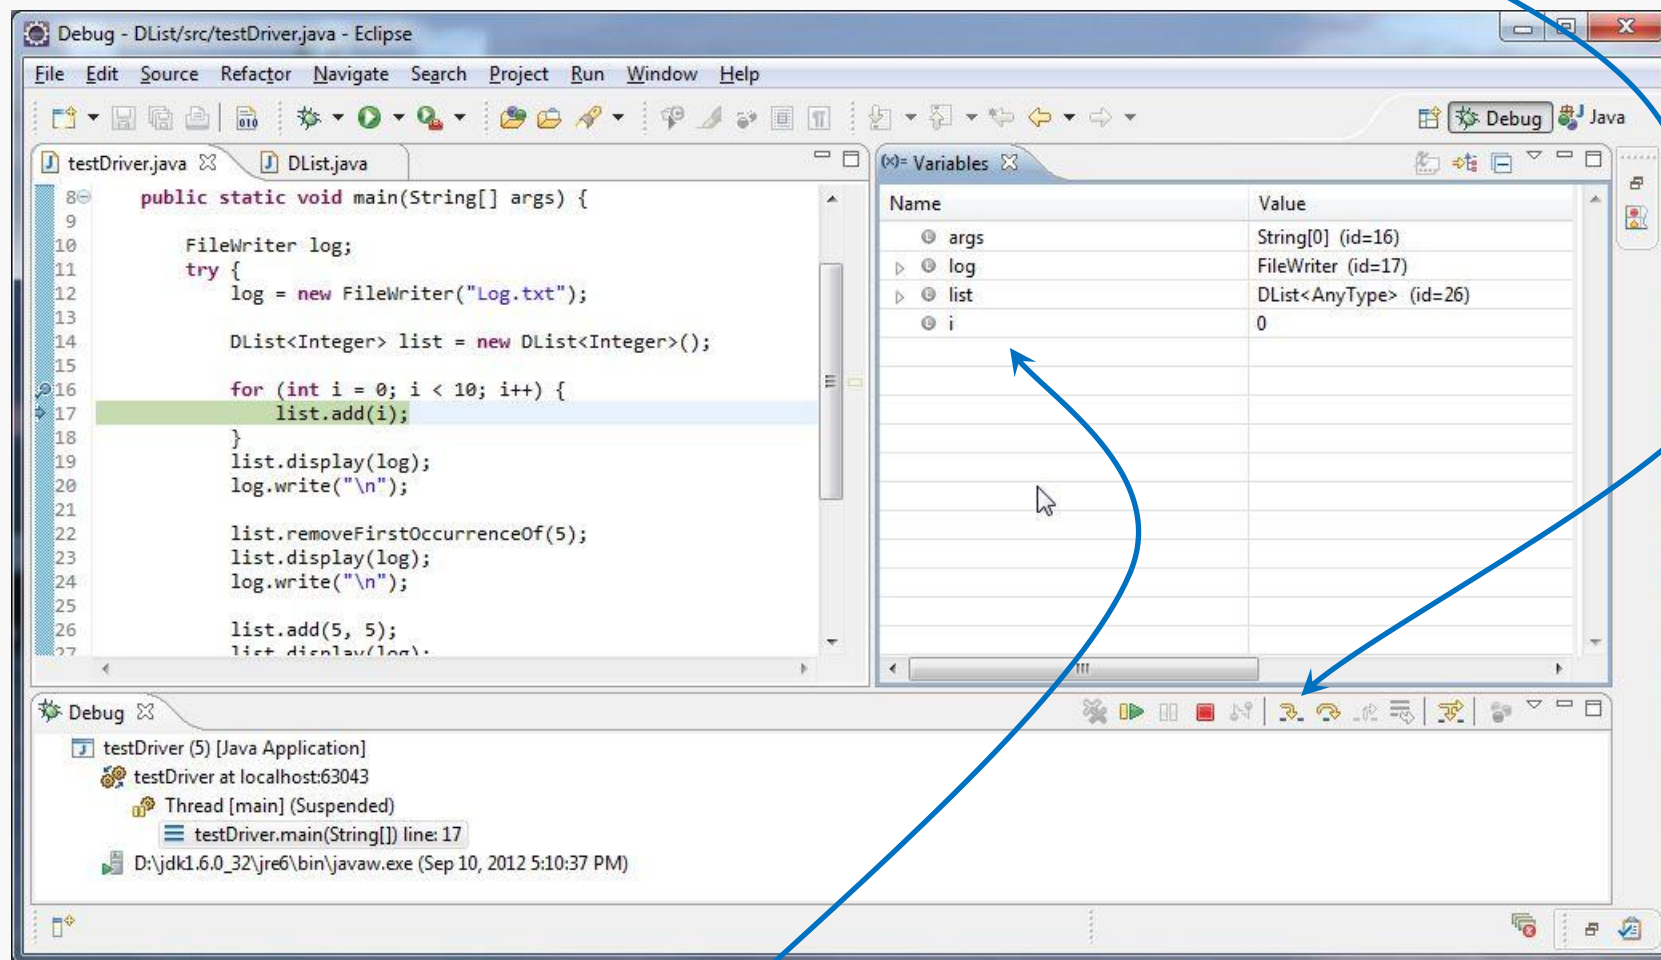 Debug - DList/src/testDriver.java - Eclipse
File Edit Source Refactor Navigate Search Project Run Window Help
Debug Java
testDriver.java DList.java
8 public static void main(String[] args) {
9
10 FileWriter log;
11 try {
12 log = new FileWriter("Log.txt");
13
14 DList<Integer> list = new DList<Integer>();
15
16 for (int i = 0; i < 10; i++) {
17 list.add(i);
18 }
19 list.display(log);
20 log.write("\n");
21
22 list.removeFirstOccurrenceOf(5);
23 list.display(log);
24 log.write("\n");
25
26 list.add(5, 5);
27 list.display(log);
(x)= Variables
Name Value
args String[0] (id=16)
log FileWriter (id=17)
list DList<AnyType> (id=26)
i 0
Debug
testDriver (5) [Java Application]
testDriver at localhost:63043
Thread [main] (Suspended)
testDriver.main(String[]) line: 17
D:\jdk1.6.0_32\jre6\bin\javaw.exe (Sep 10, 2012 5:10:37 PM)